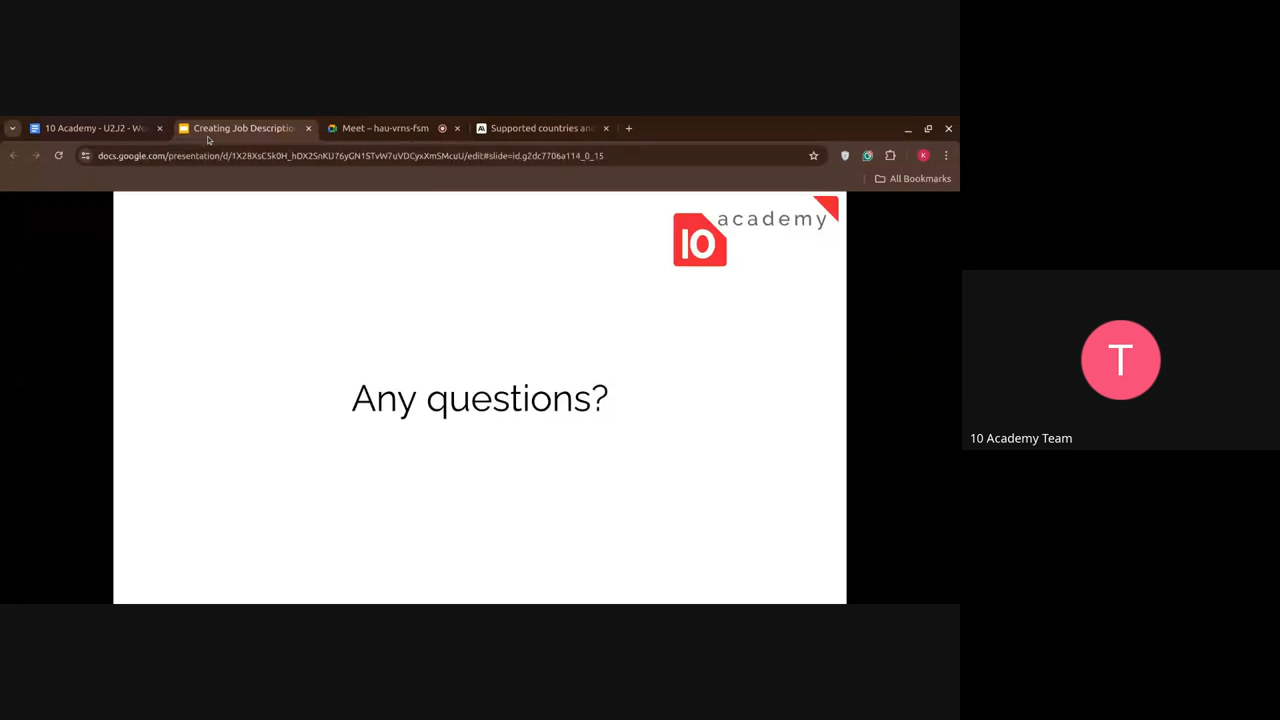 10 Academy - U2J2 - We
Creating Job Descriptio
Meet – hau-vrns-fsm
Supported countries an
docs.google.com/presentation/d/1X28XsC5k0H_hDX2SnKU76yGN1STvW7uVDCyxXmSMcuU/edit#slide=id.g2dc7706a114_0_15
K
All Bookmarks
10 academy
Any questions?
T
10 Academy Team